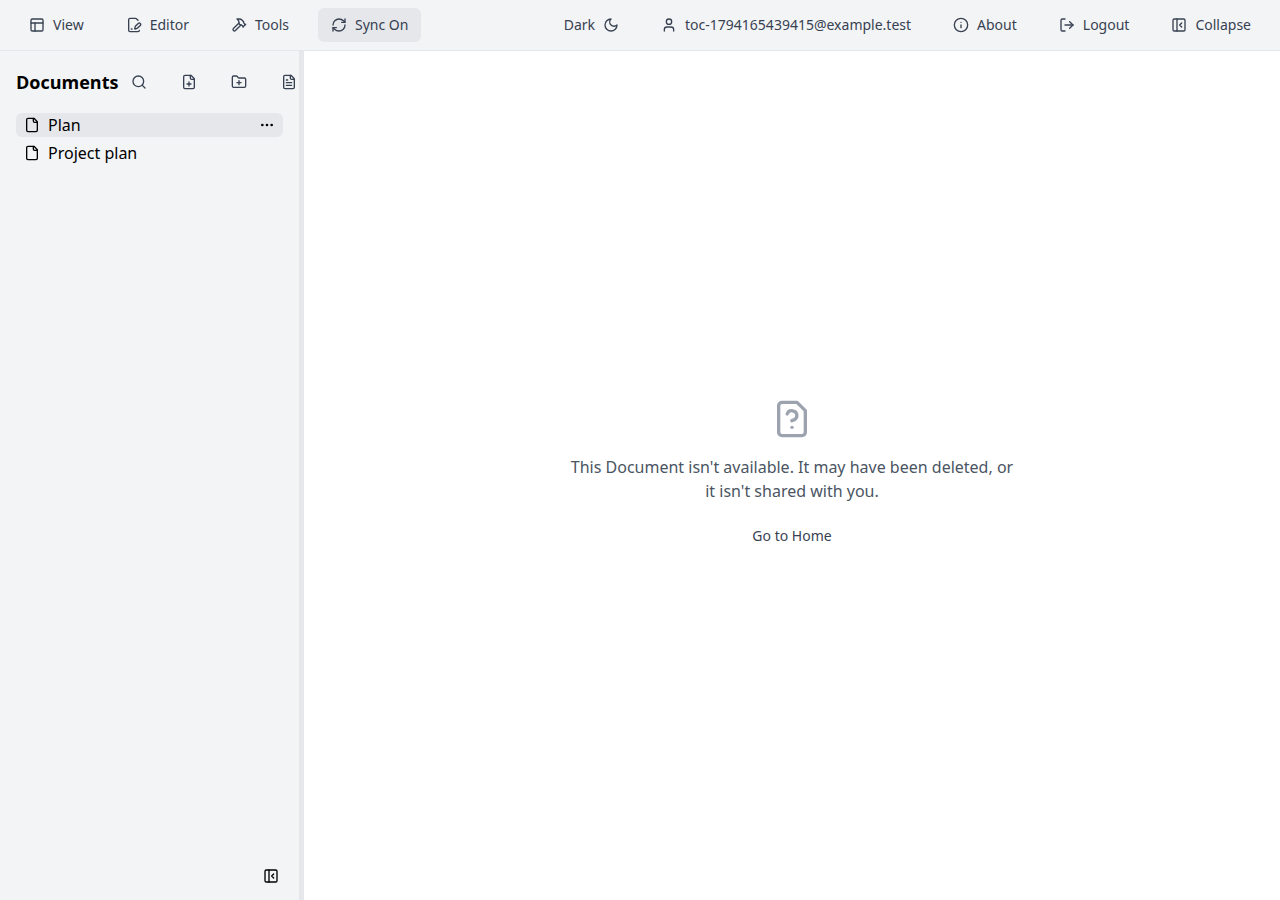 View
Editor
Tools
Sync On
Dark
toc-1794165439415@example.test
About
Logout
Collapse
Documents
Plan
Project plan
This Document isn't available. It may have been deleted, or
it isn't shared with you.
Go to Home